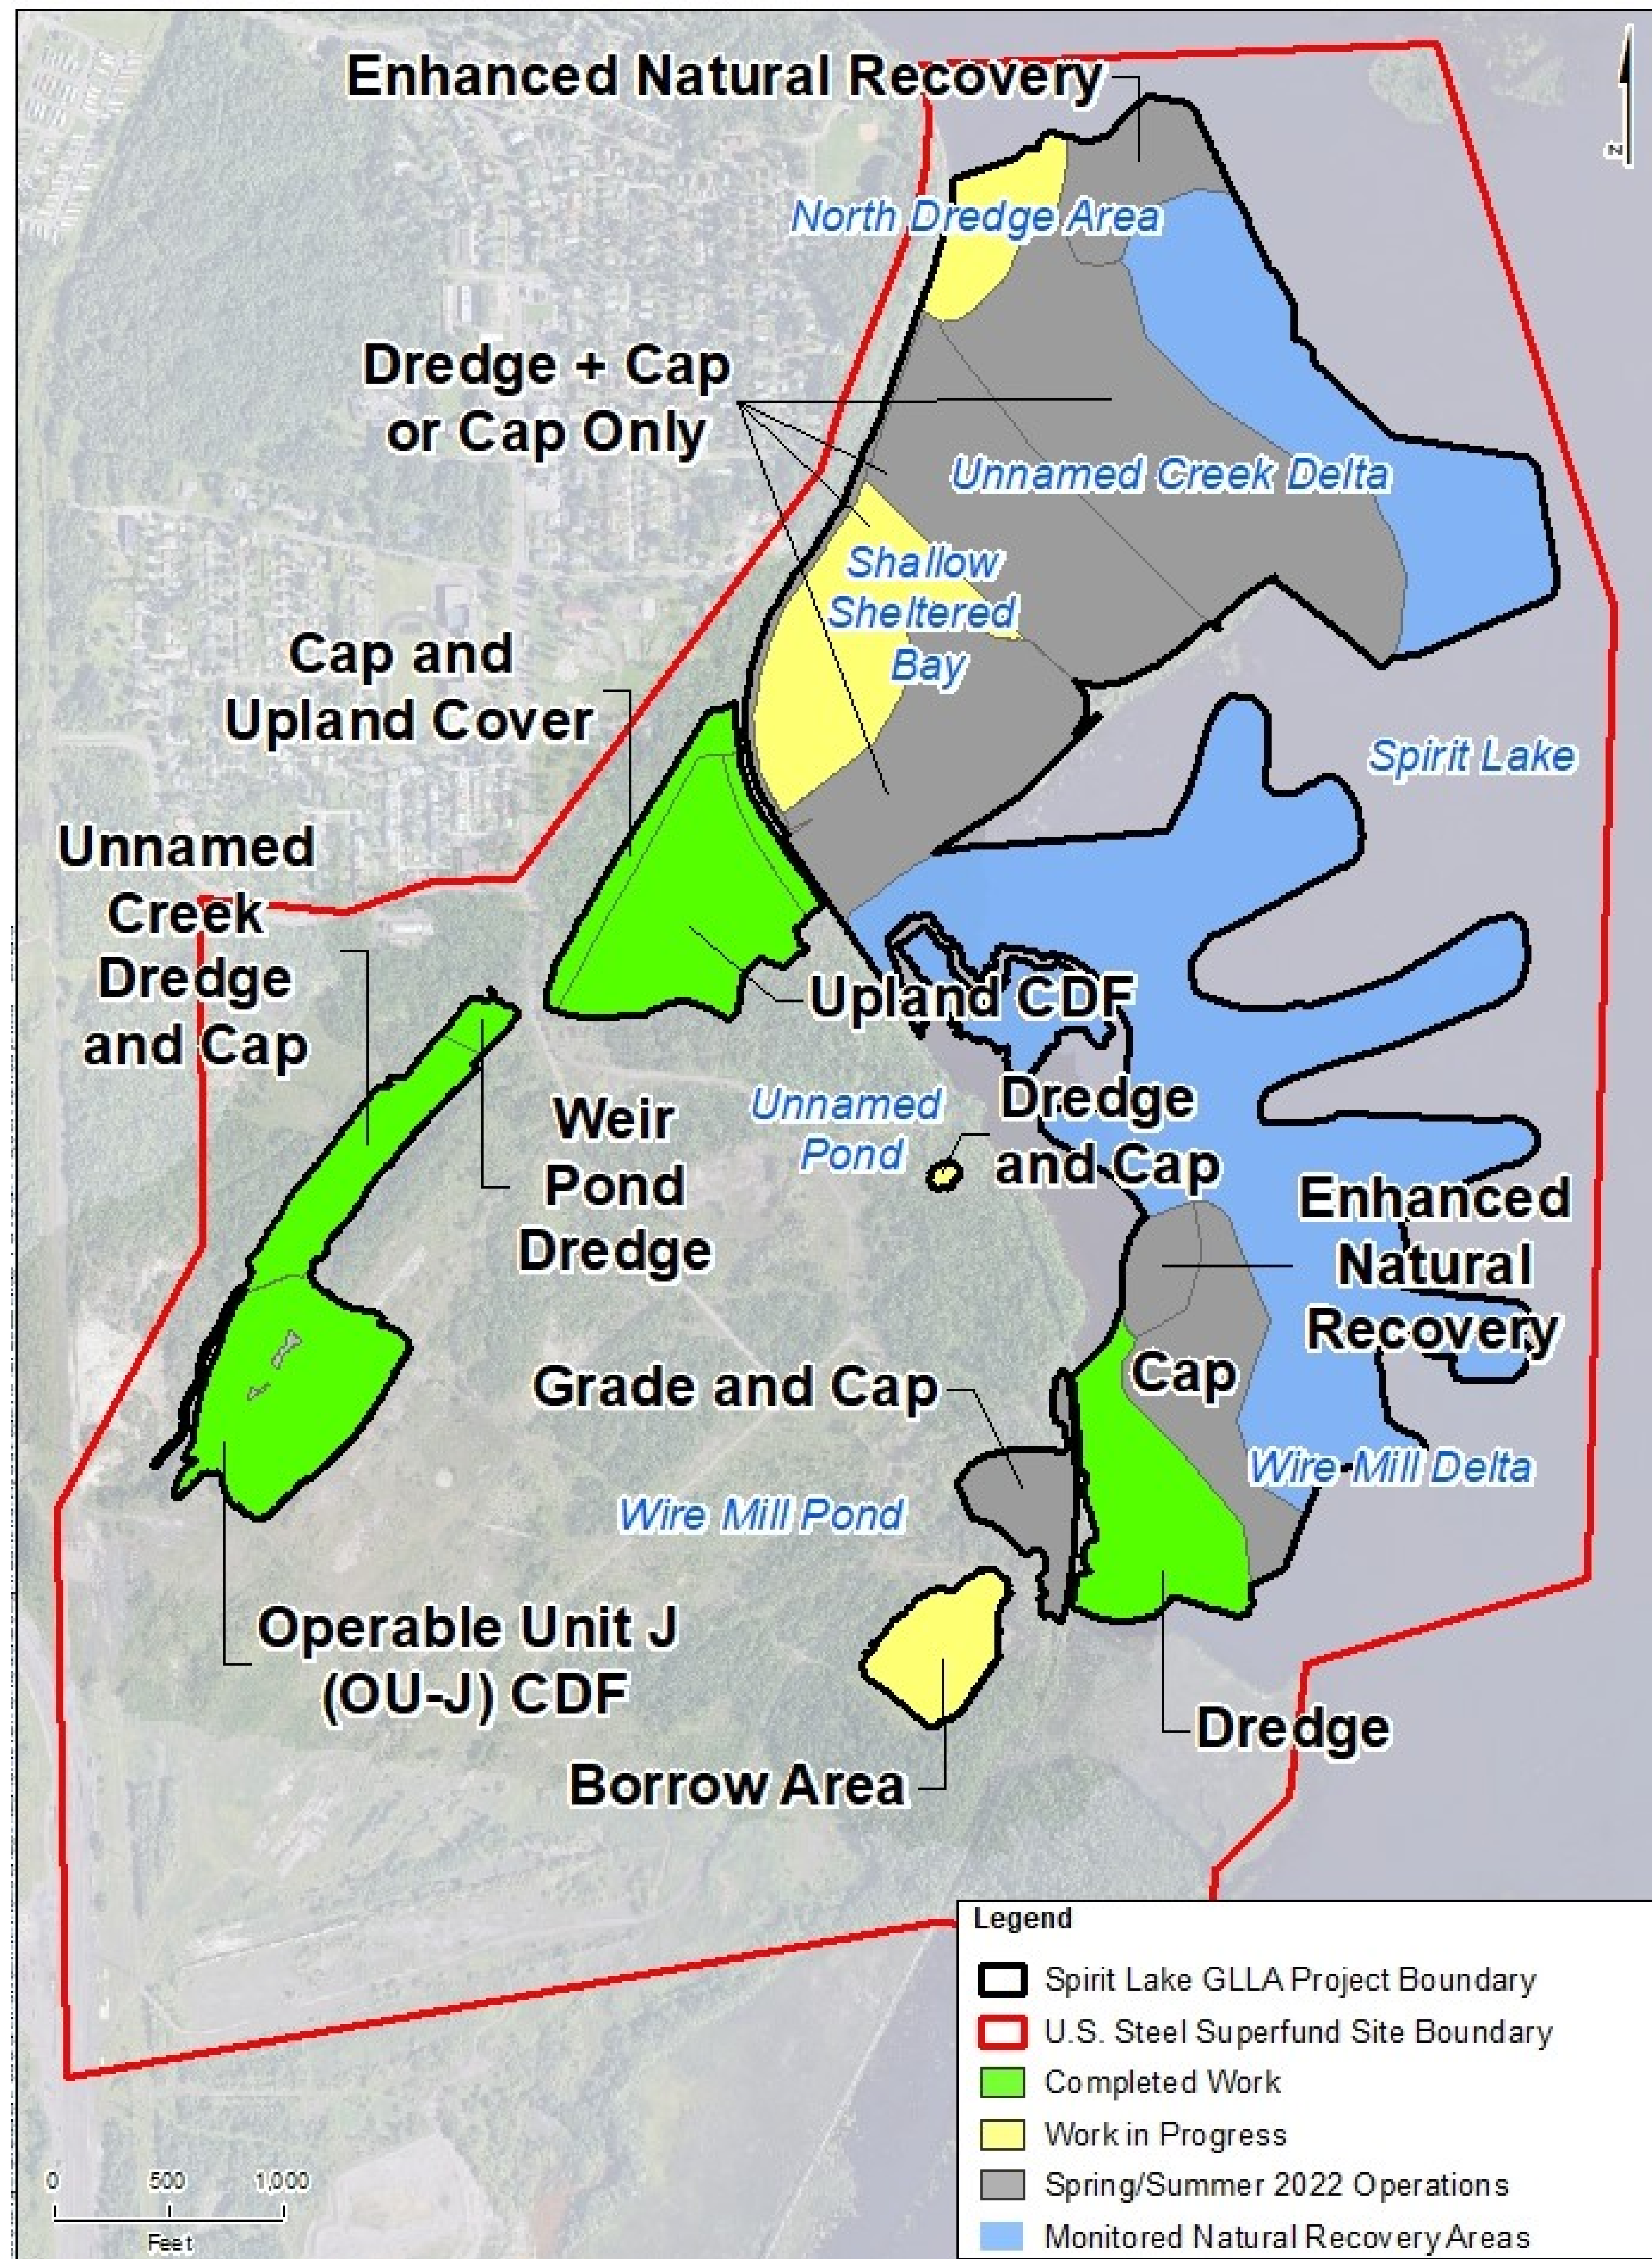 Enhanced Natural Recovery
N
North Dredge Area
Dredge + Cap
or Cap Only
Unnamed Creek Delta
Shallow
Sheltered
Bay
Cap and
Upland Cover
Spirit Lake
Unnamed
Creek
Dredge
and Cap
Upland CDF
Weir
Pond
Dredge
Unnamed
Pond
Dredge
and Cap
Enhanced
Natural
Recovery
Grade and Cap
Cap
Wire Mill Delta
Wire Mill Pond
Operable Unit J
(OU-J) CDF
Dredge
Borrow Area
Legend
Spirit Lake GLLA Project Boundary
U.S. Steel Superfund Site Boundary
Completed Work
Work in Progress
Spring/Summer 2022 Operations
Monitored Natural Recovery Areas
0 500 1,000
Feet